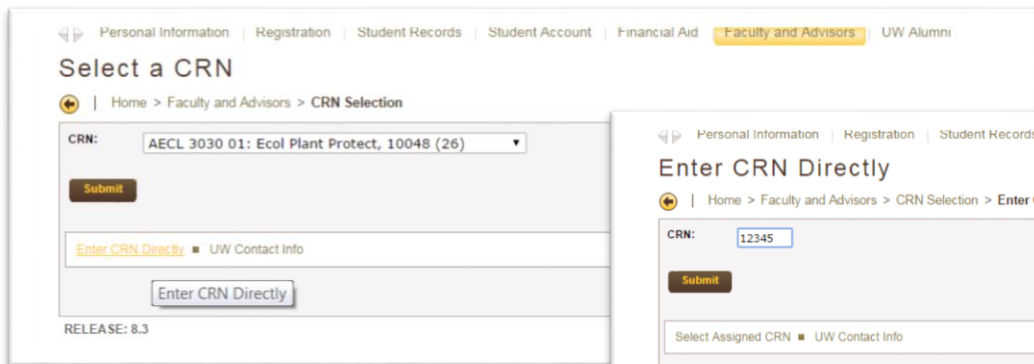 Personal Information | Registration | Student Records | Student Account | Financial Aid | Faculty and Advisors | UW Alumni
Select a CRN
| Home > Faculty and Advisors > CRN Selection
CRN: AECL 3030 01: Ecol Plant Protect, 10048 (26)
Submit
Enter CRN Directly ■ UW Contact Info
Enter CRN Directly
RELEASE: 8.3
Personal Information | Registration | Student Records
Enter CRN Directly
| Home > Faculty and Advisors > CRN Selection > Enter
CRN: 12345
Submit
Select Assigned CRN ■ UW Contact Info